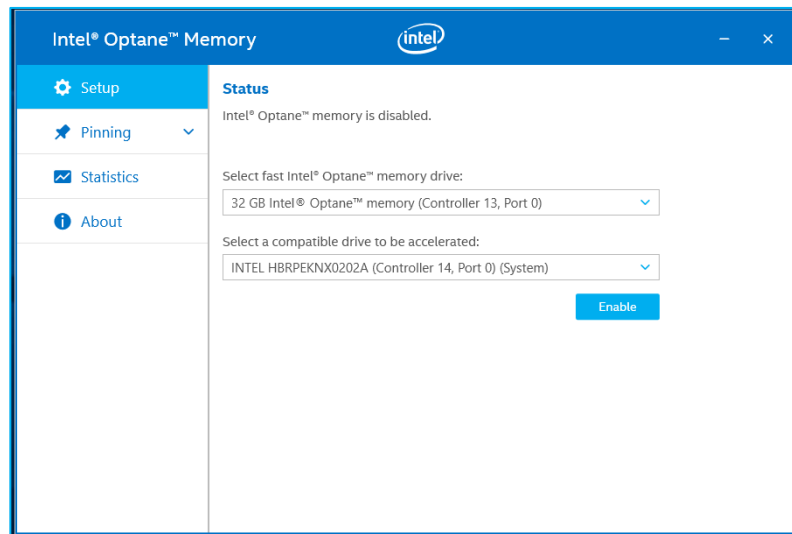 Intel® Optane™ Memory
intel
Setup
Pinning
Statistics
About
Status
Intel® Optane™ memory is disabled.
Select fast Intel® Optane™ memory drive:
32 GB Intel® Optane™ memory (Controller 13, Port 0)
Select a compatible drive to be accelerated:
INTEL HBRPEKNX0202A (Controller 14, Port 0) (System)
Enable